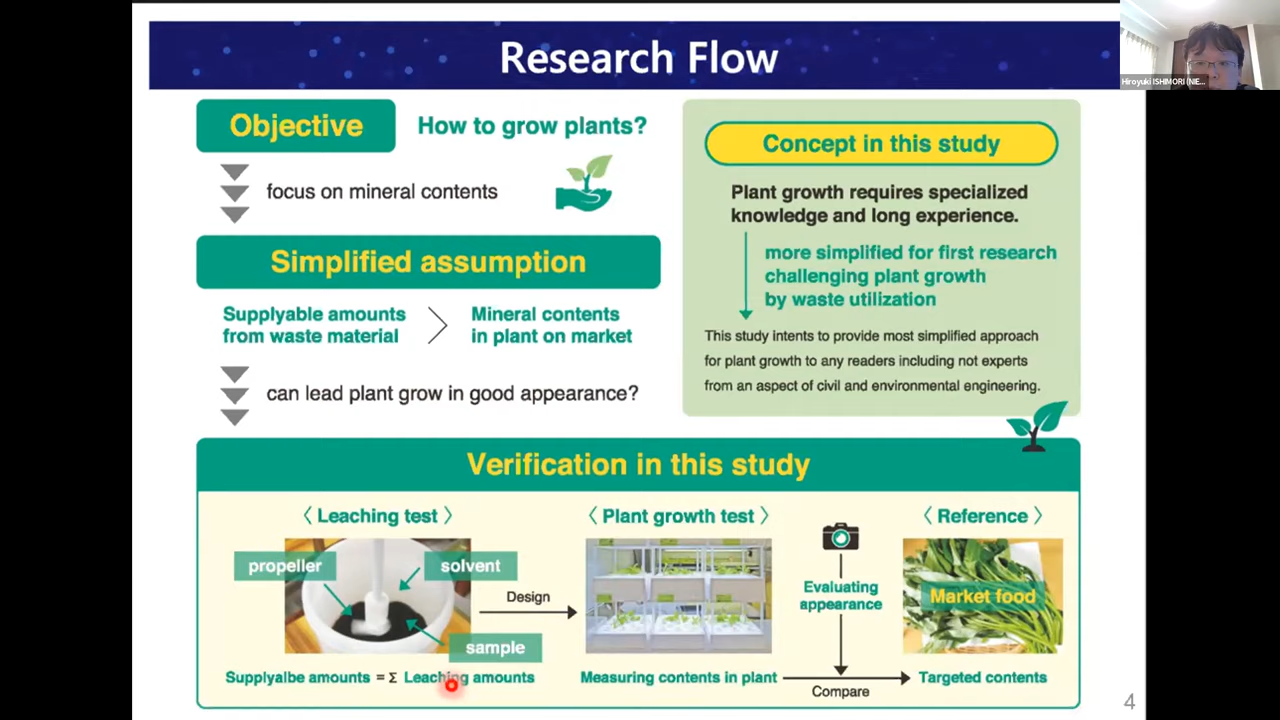 Research Flow
Hiroyuki ISHIMORI (NIE...
Objective
How to grow plants?
focus on mineral contents
Simplified assumption
Supplyable amounts
from waste material
Mineral contents
in plant on market
can lead plant grow in good appearance?
Concept in this study
Plant growth requires specialized
knowledge and long experience.
more simplified for first research
challenging plant growth
by waste utilization
This study intents to provide most simplified approach
for plant growth to any readers including not experts
from an aspect of civil and environmental engineering.
Verification in this study
〈 Leaching test 〉
propeller
solvent
sample
Supplyalbe amounts = Σ Leaching amounts
Design
〈 Plant growth test 〉
Measuring contents in plant
Evaluating
appearance
Compare
〈 Reference 〉
Market food
Targeted contents
4